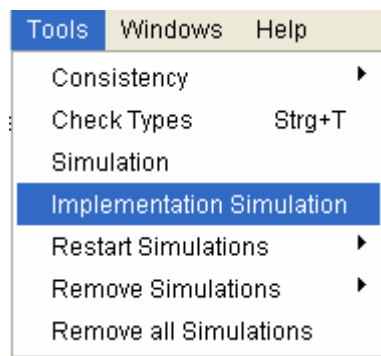 Tools Windows Help
Consistency
Check Types Strg+T
Simulation
Implementation Simulation
Restart Simulations
Remove Simulations
Remove all Simulations